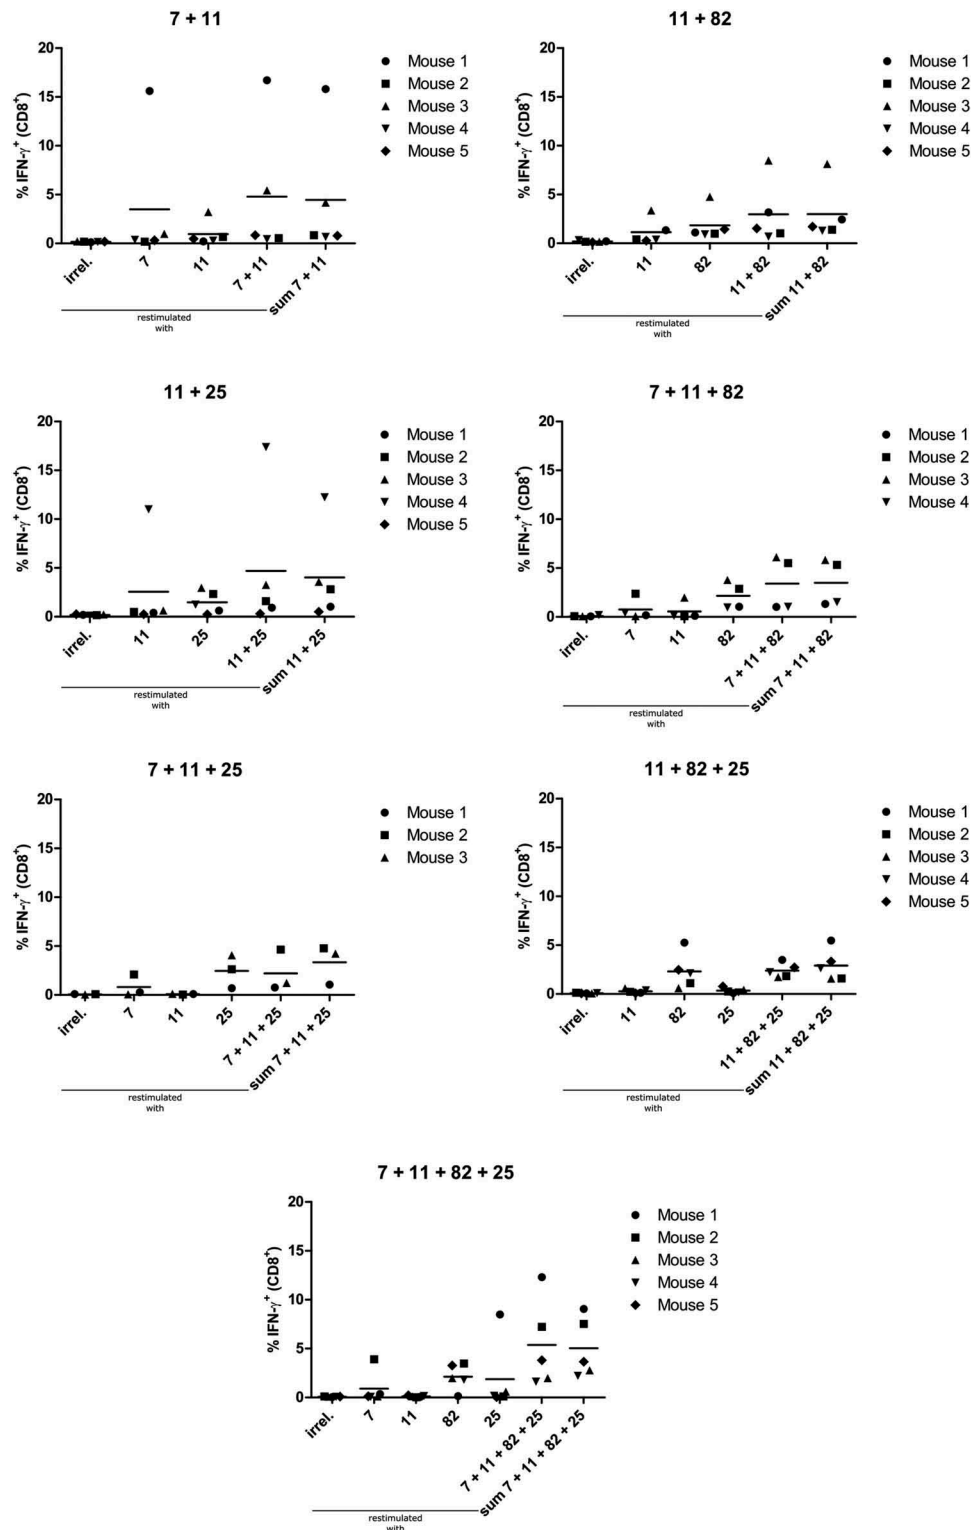 7 + 11
20
15
10
5
0
% IFN-γ+ (CD8+)
Mouse 1
Mouse 2
Mouse 3
Mouse 4
Mouse 5
irrel.
7
11
7 + 11
sum 7 + 11
restimulated
with
11 + 82
20
15
10
5
0
% IFN-γ+ (CD8+)
Mouse 1
Mouse 2
Mouse 3
Mouse 4
Mouse 5
irrel.
11
82
11 + 82
sum 11 + 82
restimulated
with
11 + 25
20
15
10
5
0
% IFN-γ+ (CD8+)
Mouse 1
Mouse 2
Mouse 3
Mouse 4
Mouse 5
irrel.
11
25
11 + 25
sum 11 + 25
restimulated
with
7 + 11 + 82
20
15
10
5
0
% IFN-γ+ (CD8+)
Mouse 1
Mouse 2
Mouse 3
Mouse 4
irrel.
7
11
82
7 + 11 + 82
sum 7 + 11 + 82
restimulated
with
7 + 11 + 25
20
15
10
5
0
% IFN-γ+ (CD8+)
Mouse 1
Mouse 2
Mouse 3
irrel.
7
11
25
7 + 11 + 25
sum 7 + 11 + 25
restimulated
with
11 + 82 + 25
20
15
10
5
0
% IFN-γ+ (CD8+)
Mouse 1
Mouse 2
Mouse 3
Mouse 4
Mouse 5
irrel.
11
82
25
11 + 82 + 25
sum 11 + 82 + 25
restimulated
with
7 + 11 + 82 + 25
20
15
10
5
0
% IFN-γ+ (CD8+)
Mouse 1
Mouse 2
Mouse 3
Mouse 4
Mouse 5
irrel.
7
11
82
25
7 + 11 + 82 + 25
sum 7 + 11 + 82 + 25
restimulated
with